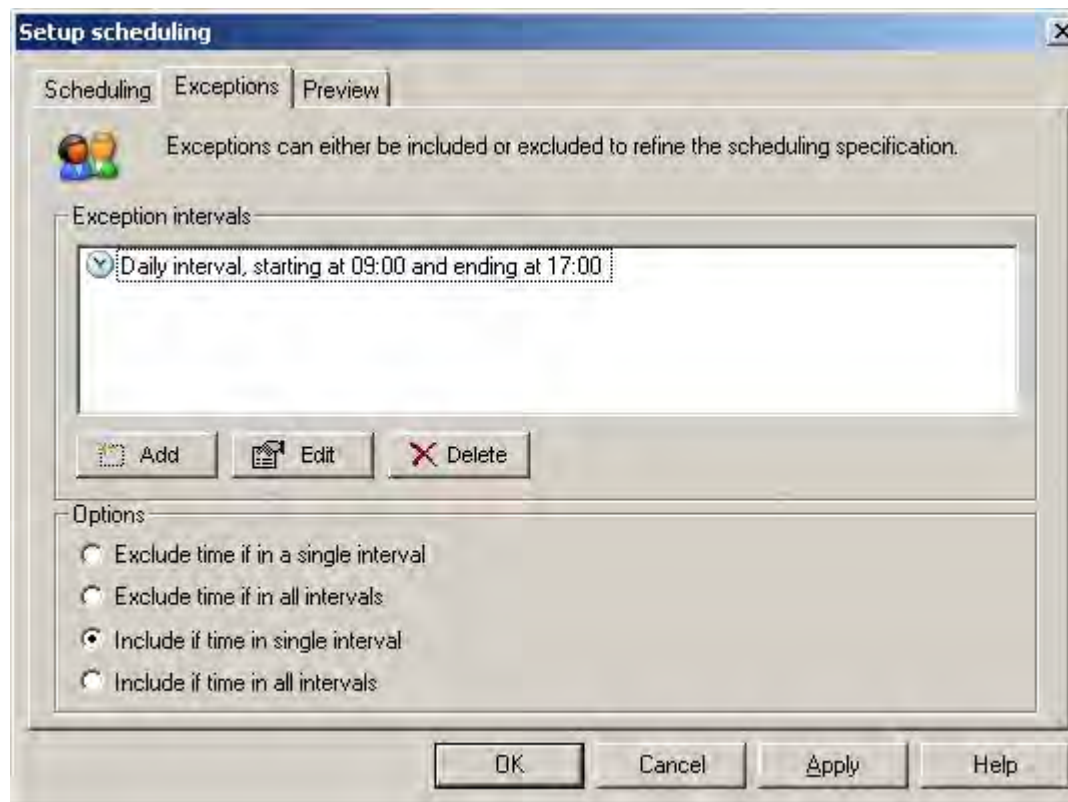 Setup scheduling
Scheduling Exceptions Preview
Exceptions can either be included or excluded to refine the scheduling specification.
Exception intervals
Daily interval, starting at 09:00 and ending at 17:00
Add Edit Delete
Options
Exclude time if in a single interval
Exclude time if in all intervals
Include if time in single interval
Include if time in all intervals
OK Cancel Apply Help